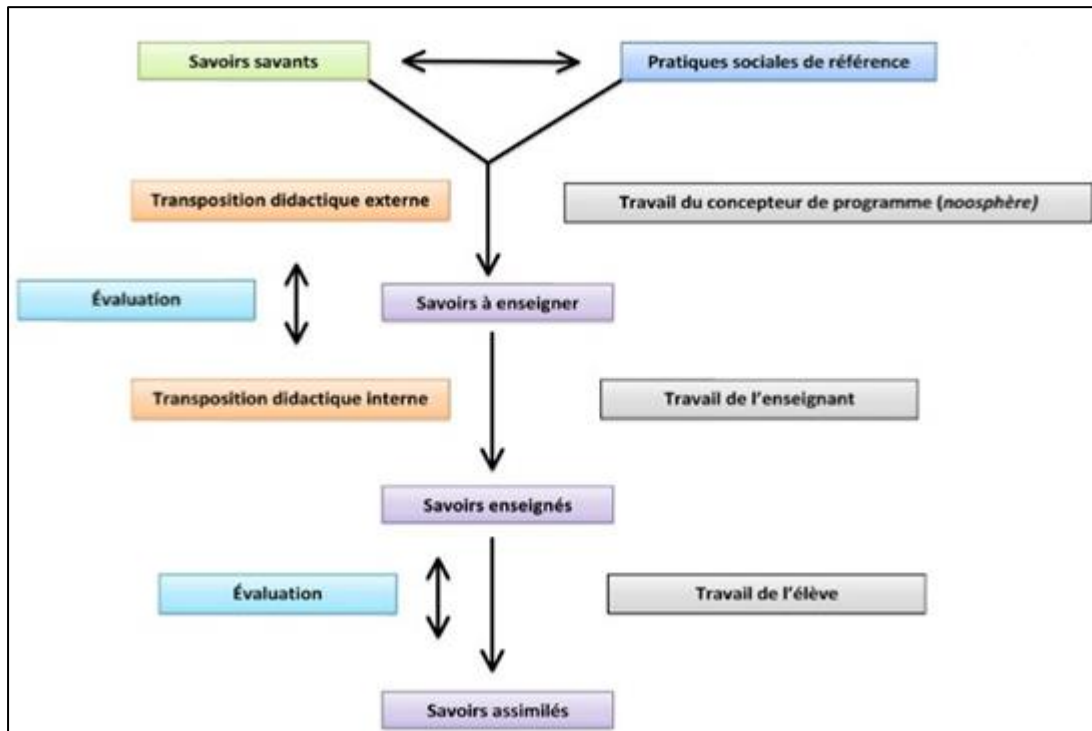 Savoirs savants
Pratiques sociales de référence
Transposition didactique externe
Travail du concepteur de programme (noosphère)
Évaluation
Savoirs à enseigner
Transposition didactique interne
Travail de l'enseignant
Savoirs enseignés
Évaluation
Travail de l'élève
Savoirs assimilés